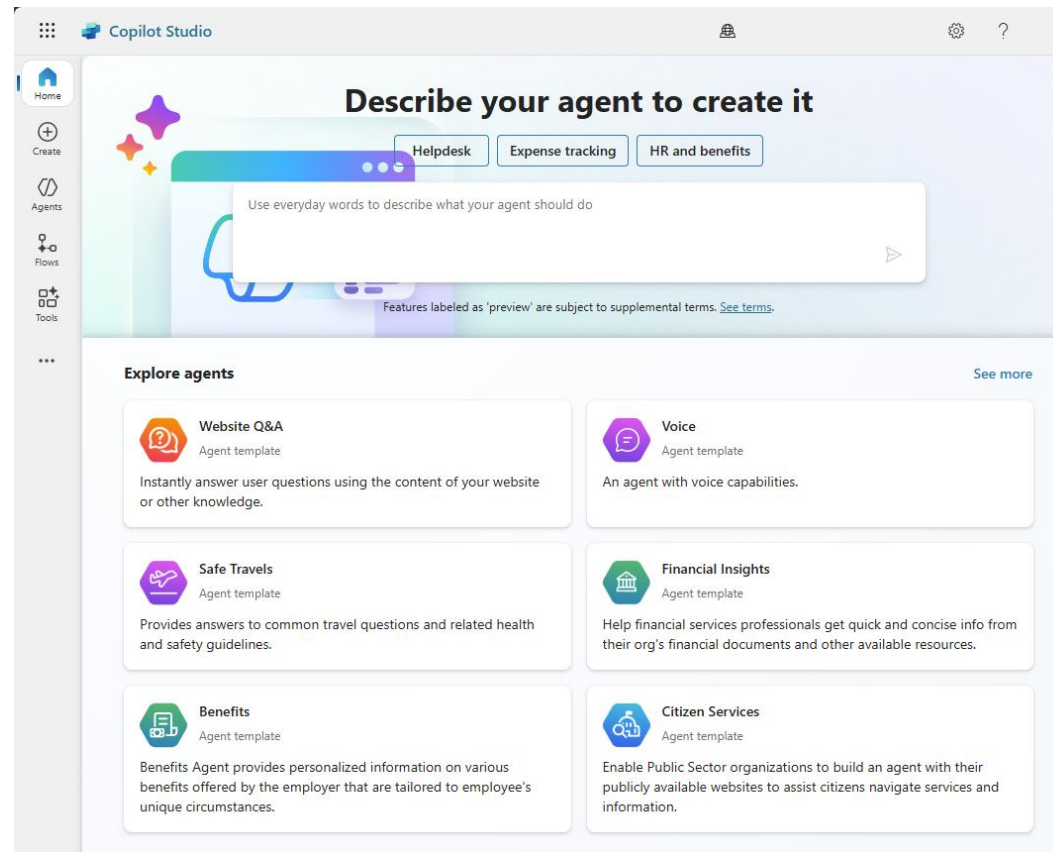 Copilot Studio
?
Home
Create
Agents
Flows
Tools
Describe your agent to create it
Helpdesk
Expense tracking
HR and benefits
Use everyday words to describe what your agent should do
Features labeled as 'preview' are subject to supplemental terms. See terms.
Explore agents
See more
Website Q&A
Agent template
Instantly answer user questions using the content of your website
or other knowledge.
Voice
Agent template
An agent with voice capabilities.
Safe Travels
Agent template
Provides answers to common travel questions and related health
and safety guidelines.
Financial Insights
Agent template
Help financial services professionals get quick and concise info from
their org's financial documents and other available resources.
Benefits
Agent template
Benefits Agent provides personalized information on various
benefits offered by the employer that are tailored to employee's
unique circumstances.
Citizen Services
Agent template
Enable Public Sector organizations to build an agent with their
publicly available websites to assist citizens navigate services and
information.